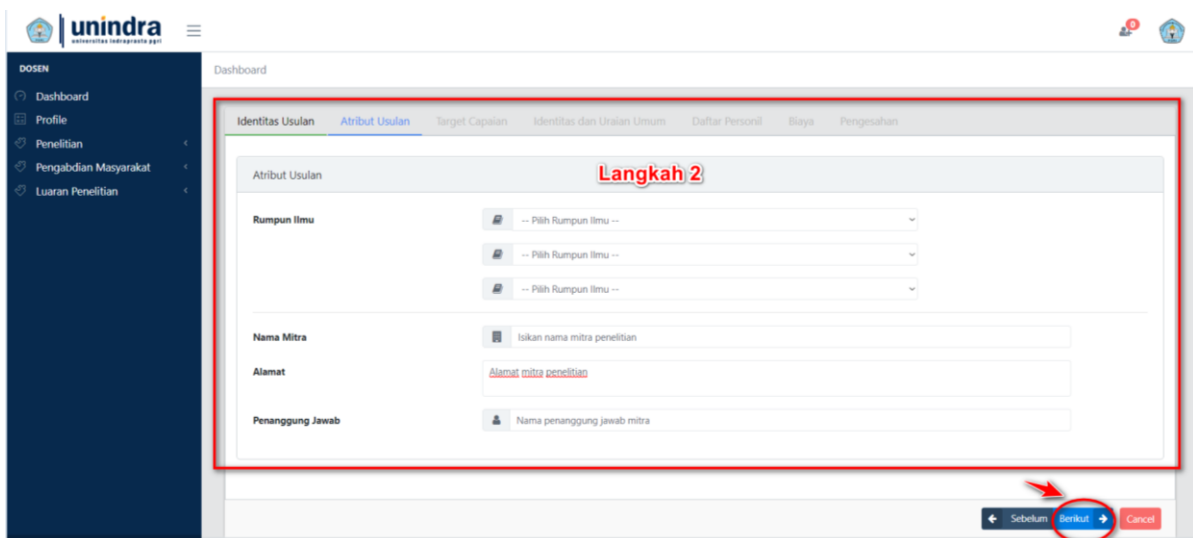 unindra
universitas indraprasta pgri
0
DOSEN
Dashboard
Dashboard
Profile
Penelitian
Pengabdian Masyarakat
Luaran Penelitian
Identitas Usulan Atribut Usulan Target Capaian Identitas dan Uraian Umum Daftar Personil Biaya Pengesahan
Atribut Usulan
Langkah 2
Rumpun Ilmu
-- Pilih Rumpun Ilmu --
-- Pilih Rumpun Ilmu --
-- Pilih Rumpun Ilmu --
Nama Mitra
Isikan nama mitra penelitian
Alamat
Alamat mitra penelitian
Penanggung Jawab
Nama penanggung jawab mitra
Sebelum Berikut Cancel